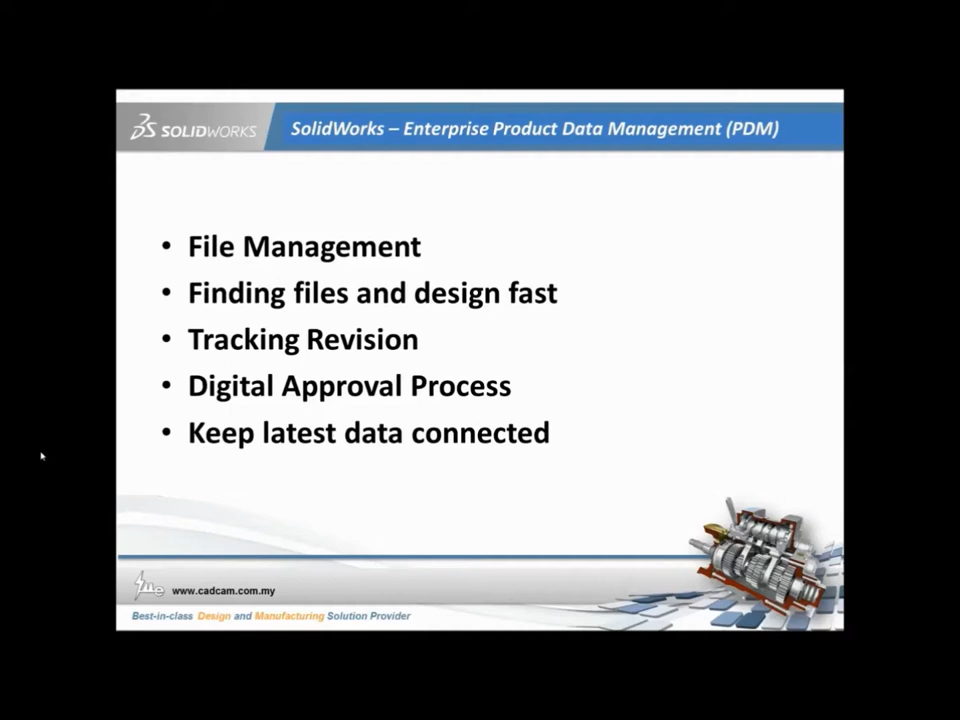 SOLIDWORKS
SolidWorks – Enterprise Product Data Management (PDM)
• File Management
• Finding files and design fast
• Tracking Revision
• Digital Approval Process
• Keep latest data connected
www.cadcam.com.my
Best-in-class Design and Manufacturing Solution Provider